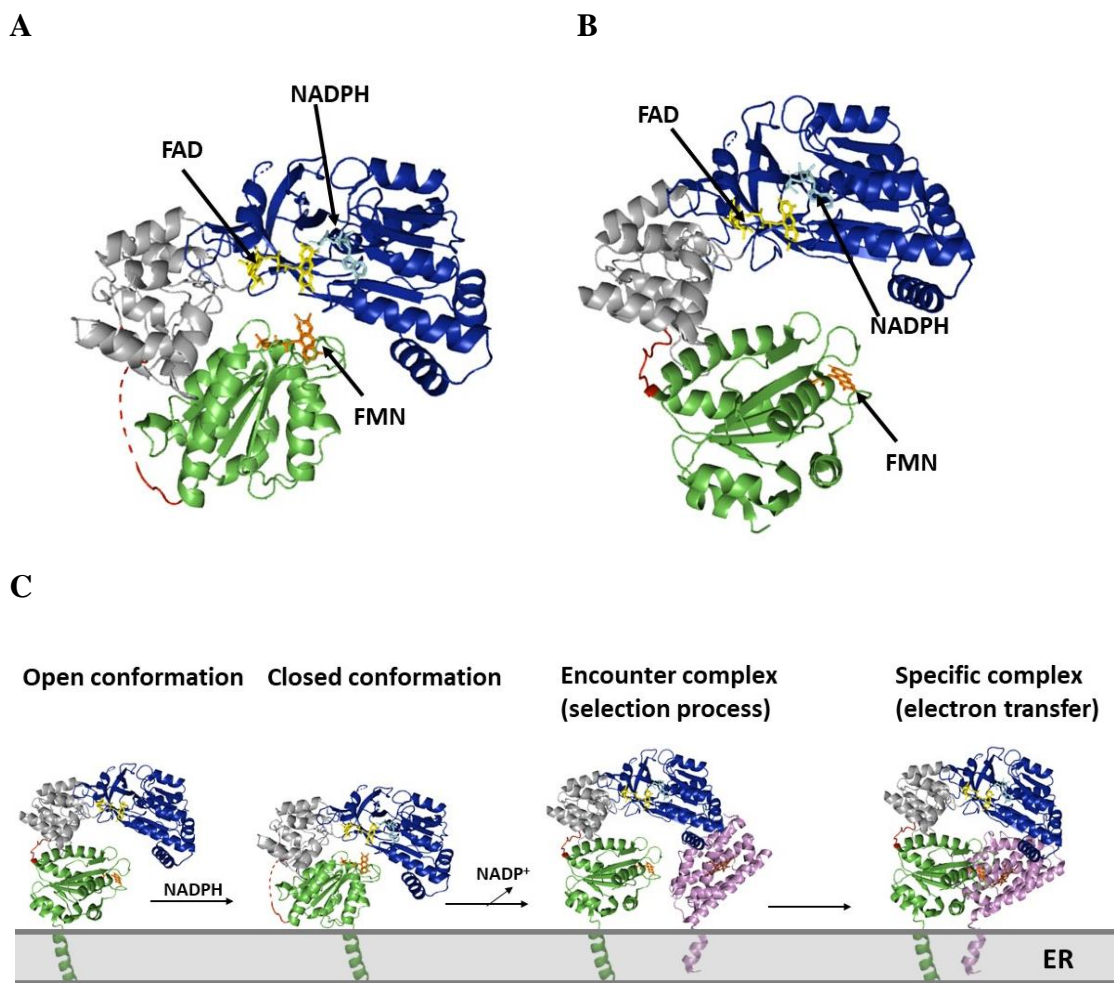 A
B
NADPH
FAD
FMN
FAD
NADPH
FMN
C
Open conformation
Closed conformation
Encounter complex
(selection process)
Specific complex
(electron transfer)
NADPH
NADP⁺
ER